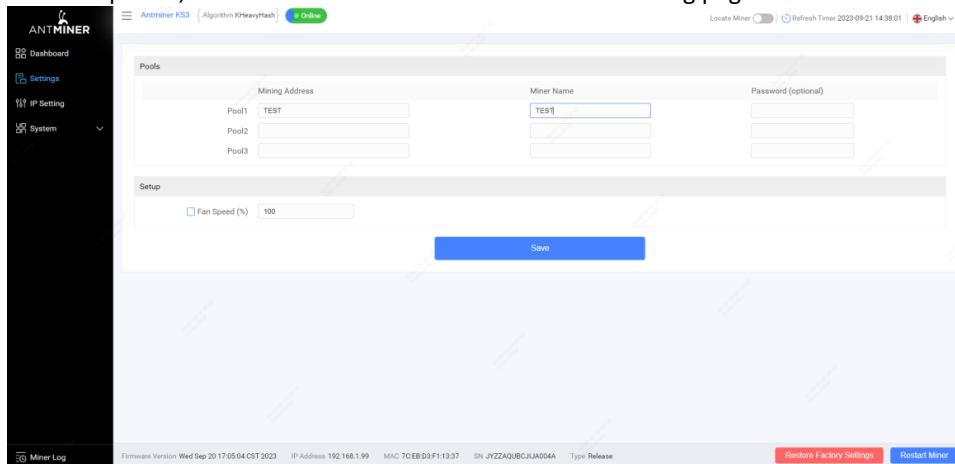 ANTMINER
Antminer KS3 { Algorithm KHeavyHash } Online
Locate Miner Refresh Timer 2023-09-21 14:38:01 English
Dashboard
Settings
IP Setting
System
Pools
Mining Address Miner Name Password (optional)
Pool1 TEST TEST
Pool2
Pool3
Setup
Fan Speed (%) 100
Save
Miner Log
Firmware Version Wed Sep 20 17:05:04 CST 2023 IP Address 192.168.1.99 MAC 7C:EB:D3:F1:13:37 SN JYZZAQUBCJIJA004A Type Release
Restore Factory Settings Restart Miner